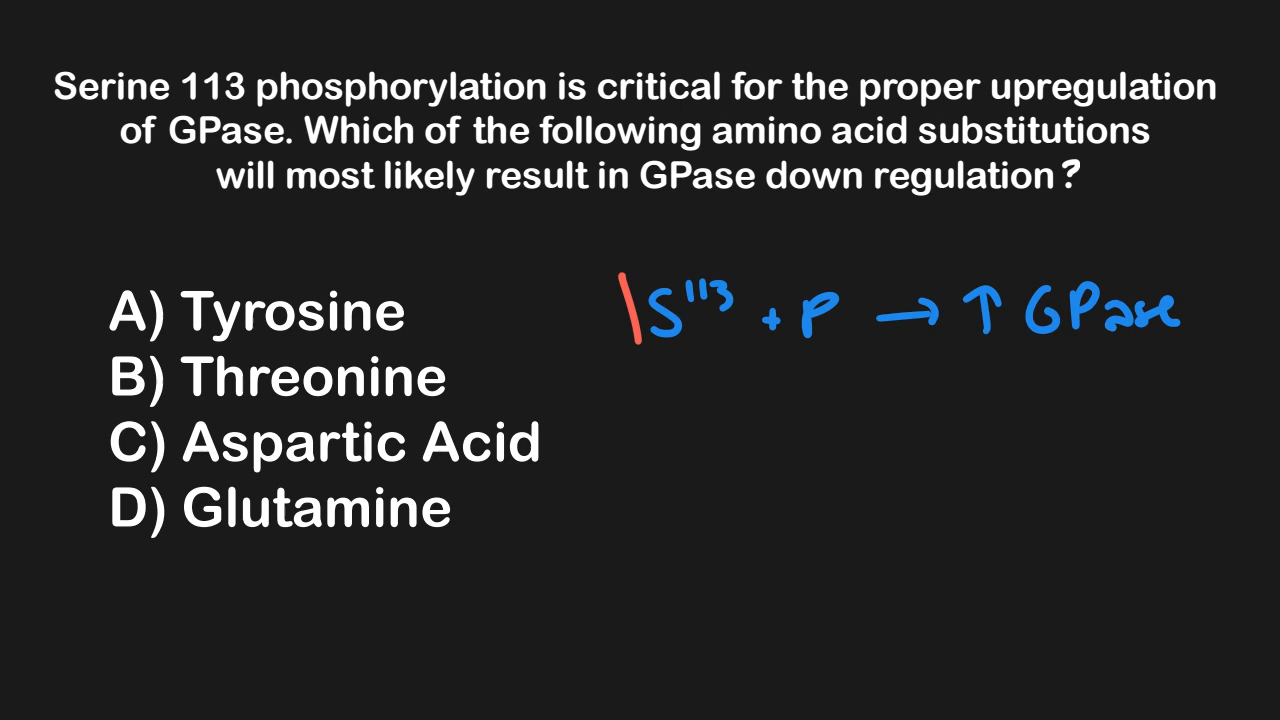 Serine 113 phosphorylation is critical for the proper upregulation
of GPase. Which of the following amino acid substitutions
will most likely result in GPase down regulation?
A) Tyrosine
S¹¹³ + P → ↑ GPase
B) Threonine
C) Aspartic Acid
D) Glutamine